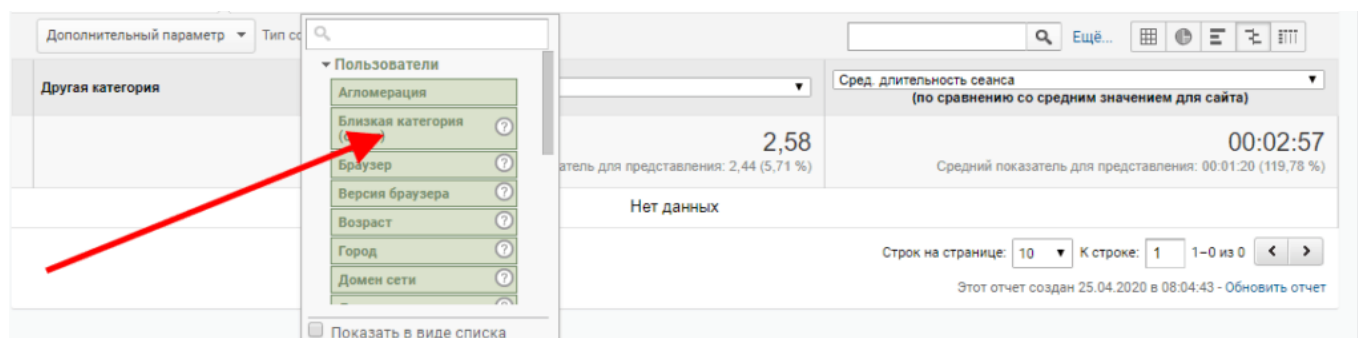 Дополнительный параметр
Тип
Ещё...
Пользователи
Другая категория
Агломерация
Сред. длительность сеанса
(по сравнению со средним значением для сайта)
Близкая категория
Браузер
2,58
00:02:57
для представления: 2,44 (5,71 %)
Средний показатель для представления: 00:01:20 (119,78 %)
Версия браузера
Нет данных
Возраст
Город
Строк на странице: 10 К строке: 1 1–0 из 0
Домен сети
Этот отчет создан 25.04.2020 в 08:04:43 - Обновить отчет
Показать в виде списка